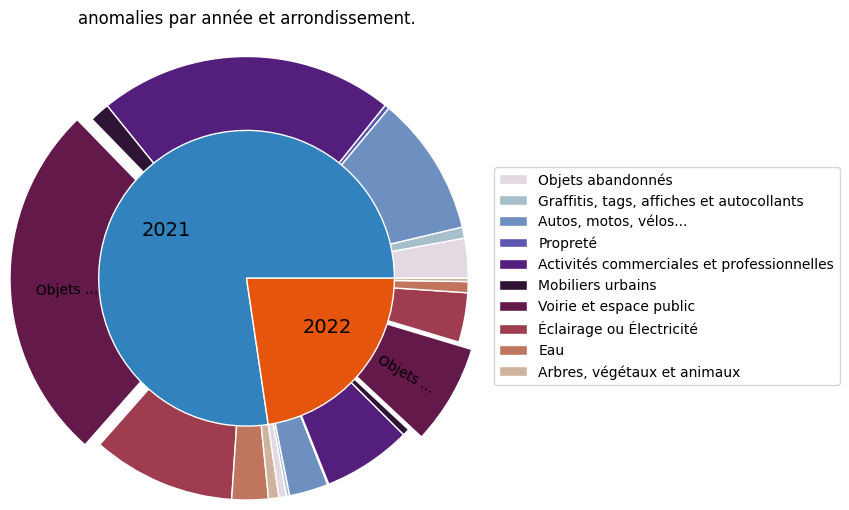 anomalies par année et arrondissement.
2021
Objets ...
2022
Objets ...
Objets abandonnés
Graffitis, tags, affiches et autocollants
Autos, motos, vélos...
Propreté
Activités commerciales et professionnelles
Mobiliers urbains
Voirie et espace public
Éclairage ou Électricité
Eau
Arbres, végétaux et animaux